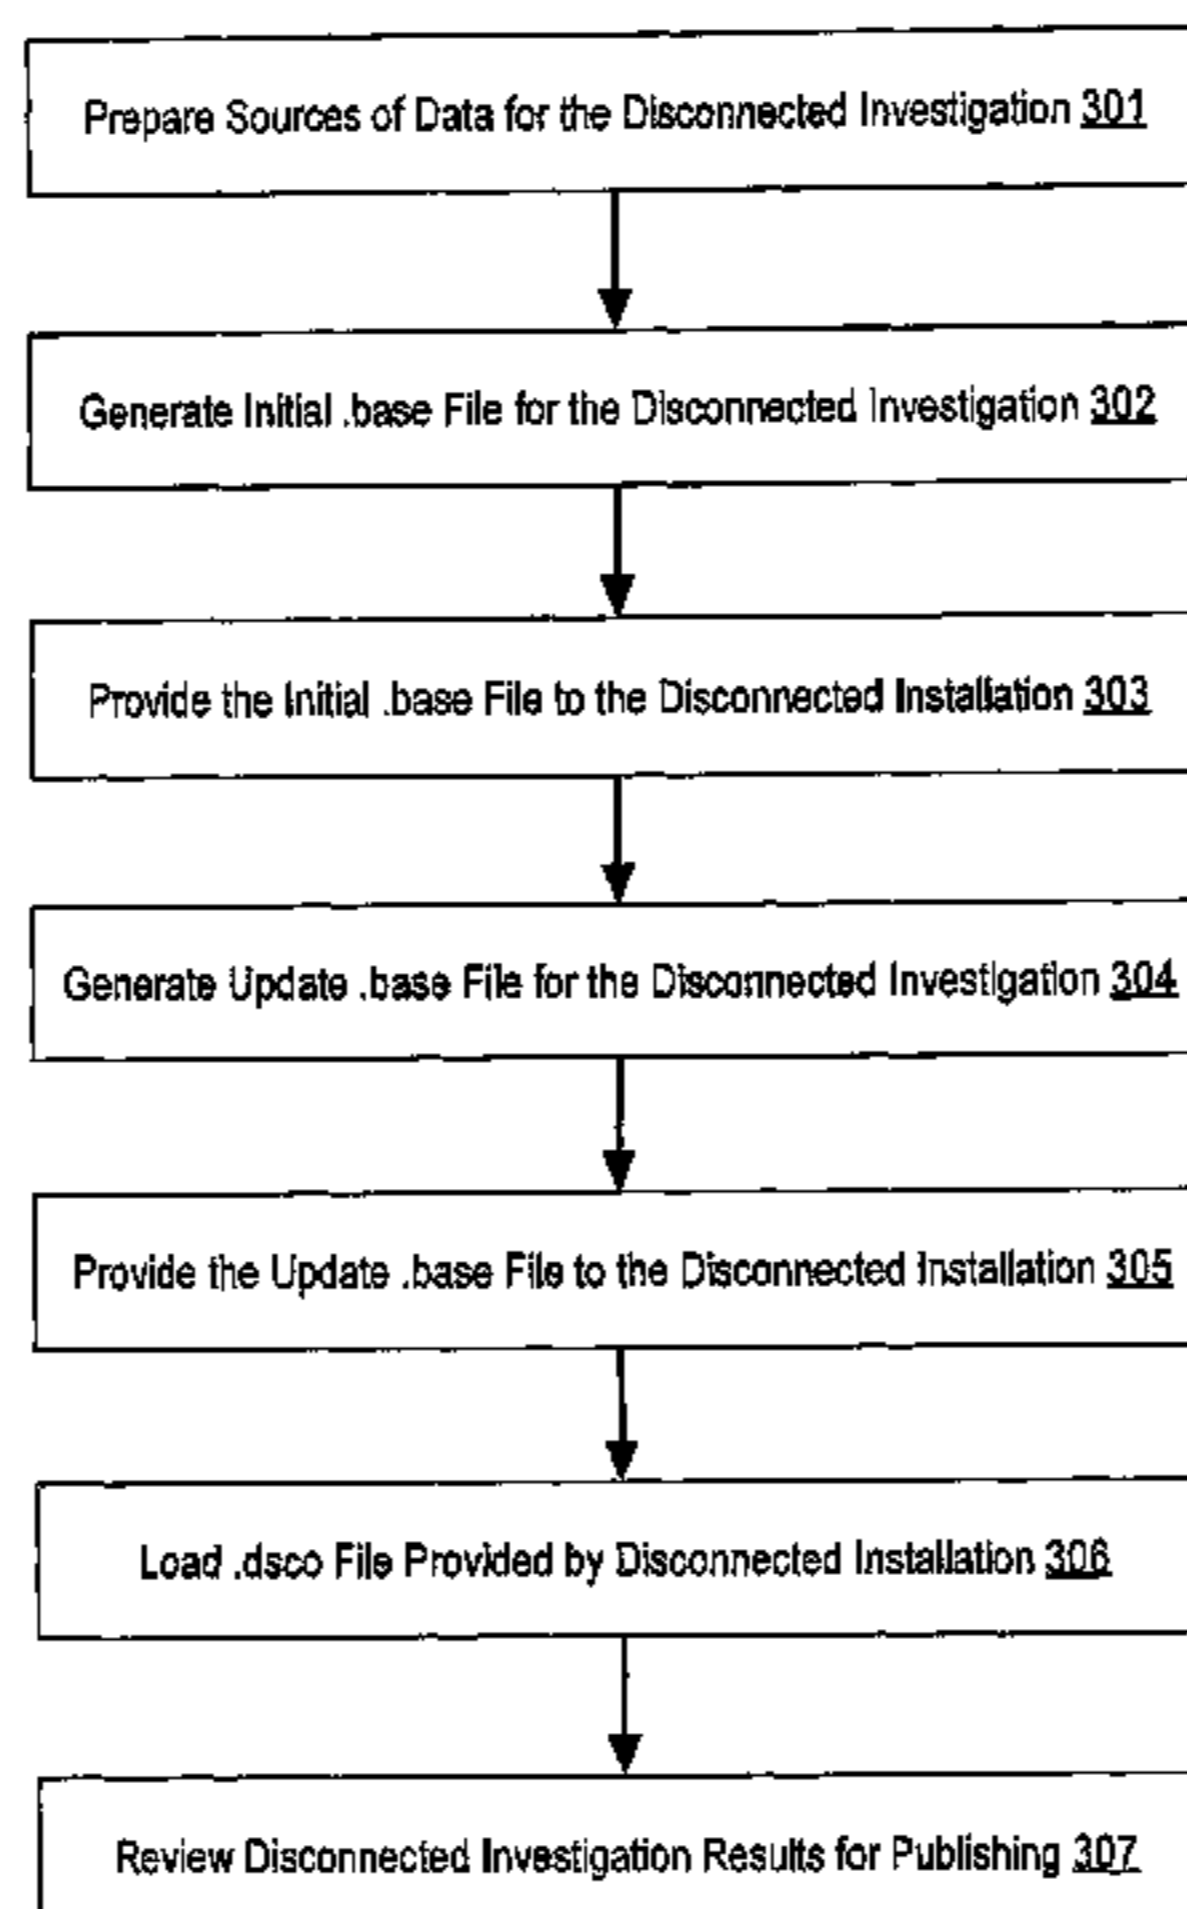 Prepare Sources of Data for the Disconnected Investigation 301
Generate Initial .base File for the Disconnected Investigation 302
Provide the Initial .base File to the Disconnected Installation 303
Generate Update .base File for the Disconnected Investigation 304
Provide the Update .base File to the Disconnected Installation 305
Load .dsco File Provided by Disconnected Installation 306
Review Disconnected Investigation Results for Publishing 307